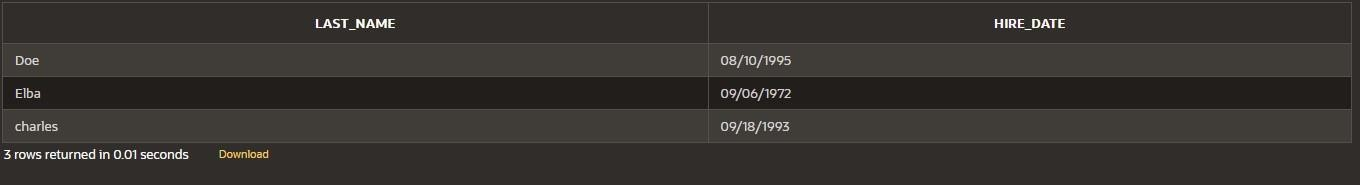 LAST_NAME HIRE_DATE
Doe 08/10/1995
Elba 09/06/1972
charles 09/18/1993
3 rows returned in 0.01 seconds Download